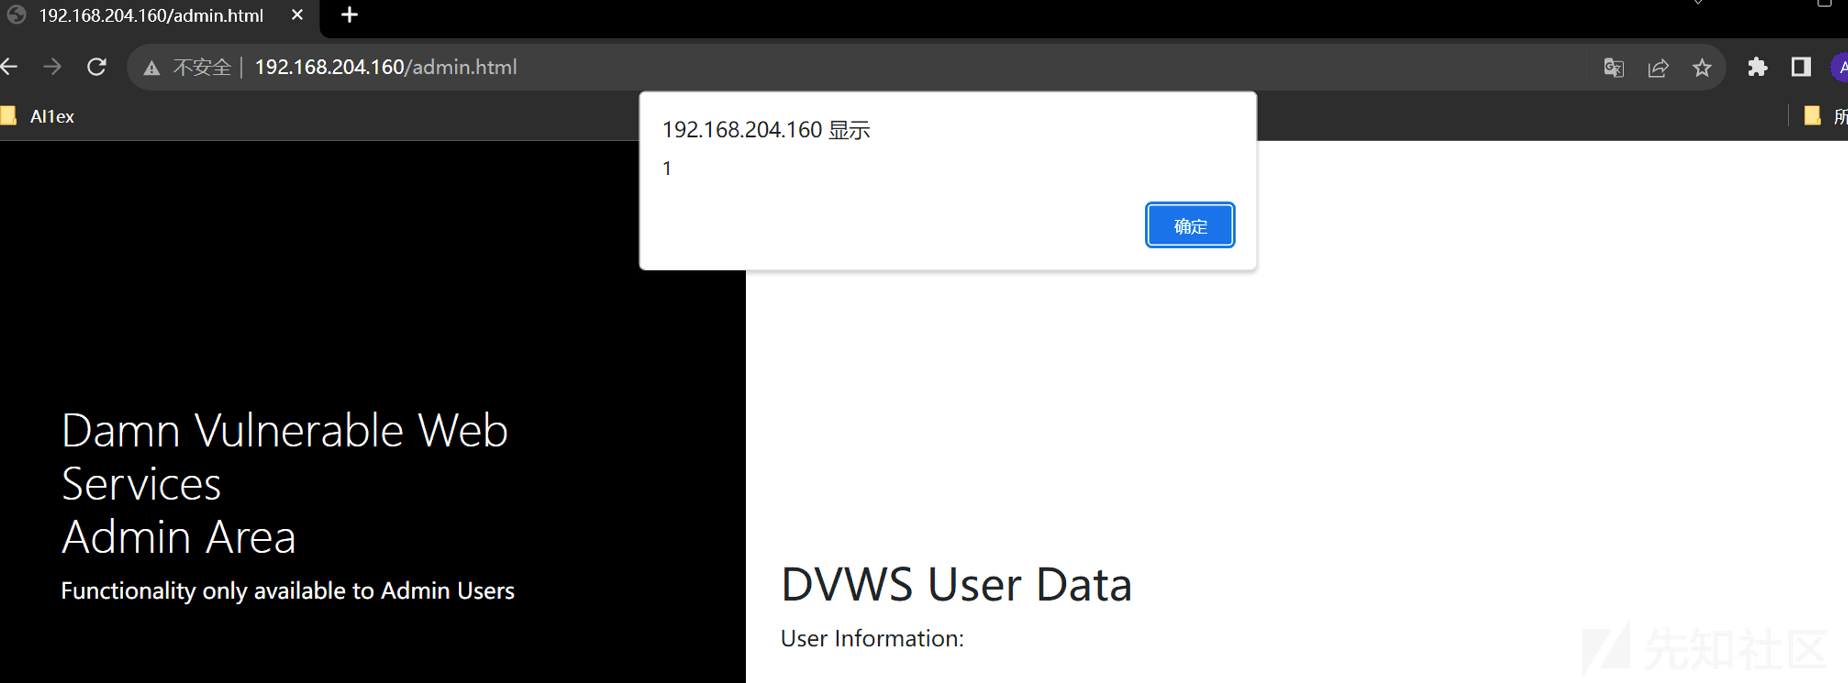 192.168.204.160/admin.html
不安全 | 192.168.204.160/admin.html
Al1ex
192.168.204.160 显示
1
确定
Damn Vulnerable Web
Services
Admin Area
Functionality only available to Admin Users
DVWS User Data
User Information:
先知社区